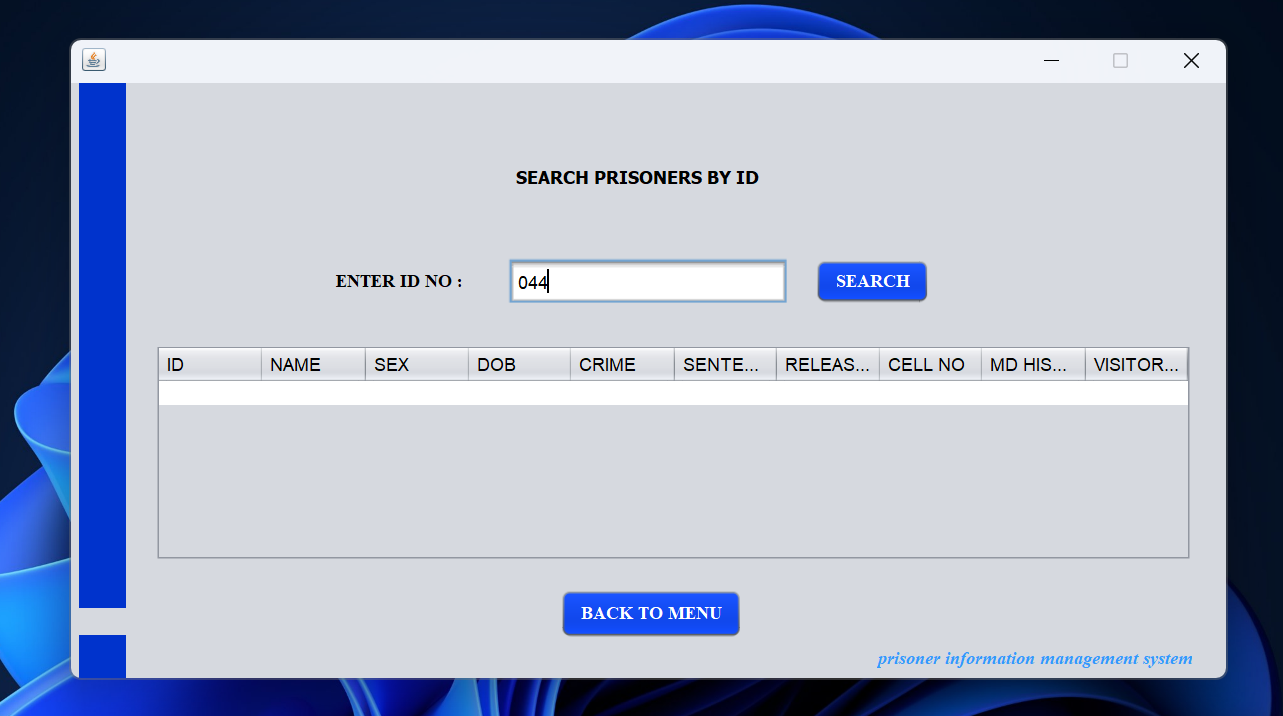 SEARCH PRISONERS BY ID
ENTER ID NO : 044 SEARCH
ID NAME SEX DOB CRIME SENTE... RELEAS... CELL NO MD HIS... VISITOR...
BACK TO MENU
prisoner information management system